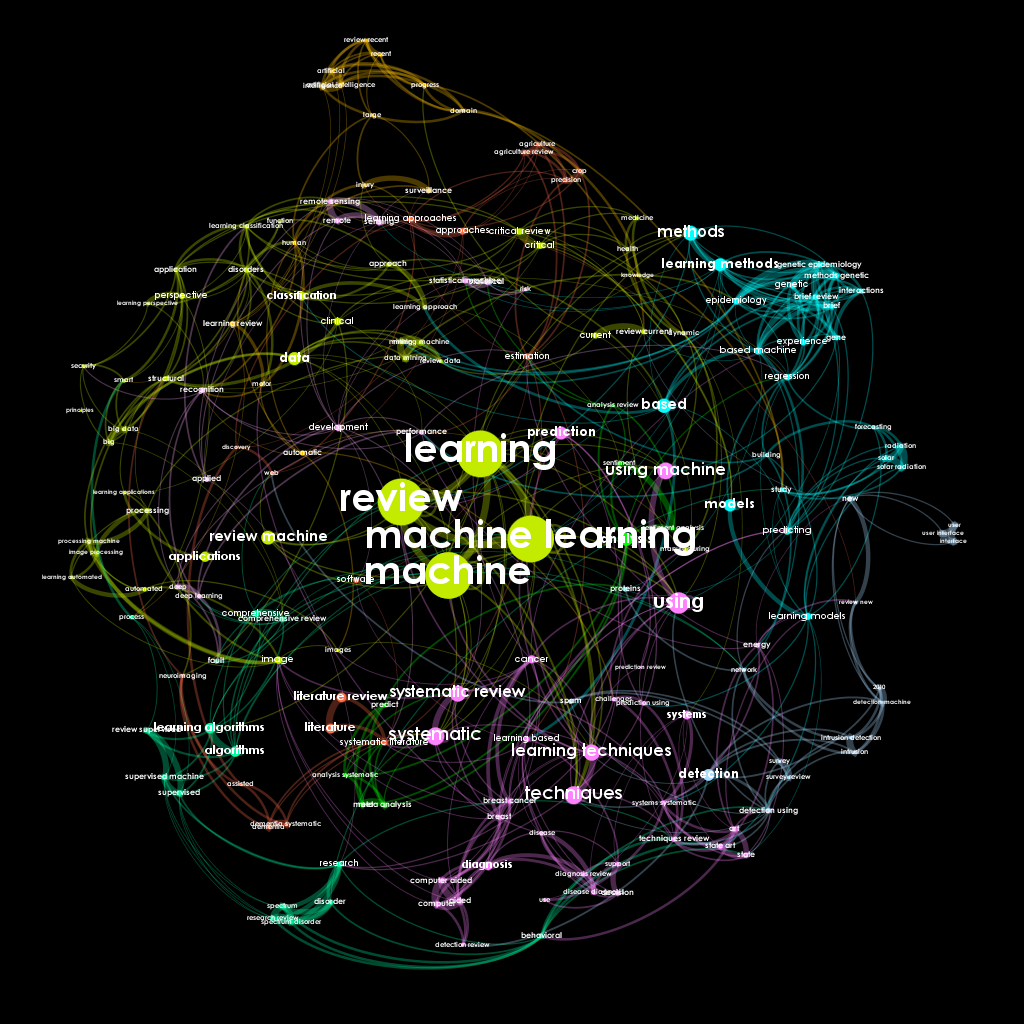 review recent
recent
artificial
artificial intelligence
intelligence
progress
domain
large
agriculture
agriculture review
crop
precision
injury
surveillance
remote sensing
remote
sensing
learning approaches
approaches
critical review
critical
medicine
methods
function
learning classification
human
health
learning methods
genetic epidemiology
methods genetic
genetic
interactions
application
disorders
approach
knowledge
statistical machine
risk
perspective
learning perspective
classification
learning approach
epidemiology
brief review
brief
clinical
learning review
current
review current
dynamic
experience
gene
mining machine
data
data mining
review data
estimation
based machine
security
smart
structural
recognition
motor
regression
principles
analysis review
based
big data
big
development
performance
prediction
forecasting
discovery
automatic
learning
radiation
building
solar
solar radiation
sentiment
using machine
web
applied
study
learning applications
processing
review
models
new
user
user interface
interface
review machine
machine learning
predicting
processing machine
image processing
applications
machine
learning automated
automated
deep
deep learning
software
proteins
using
review new
process
comprehensive
comprehensive review
learning models
fault
image
images
cancer
energy
neuroimaging
prediction review
network
literature review
systematic review
predict
spam
challenges
prediction using
systems
2010
detection machine
learning algorithms
literature
systematic
systematic literature
learning based
algorithms
learning techniques
intrusion detection
intrusion
supervised machine
supervised
analysis systematic
assisted
techniques
detection
survey
survey review
meta analysis
breast cancer
breast
systems systematic
detection using
dementia systematic
dementia
disease
techniques review
art
state art
state
research
diagnosis
support
diagnosis review
computer aided
computer
aided
disease diagnosis
decision
use
spectrum
disorder
research review
spectrum disorder
behavioral
detection review